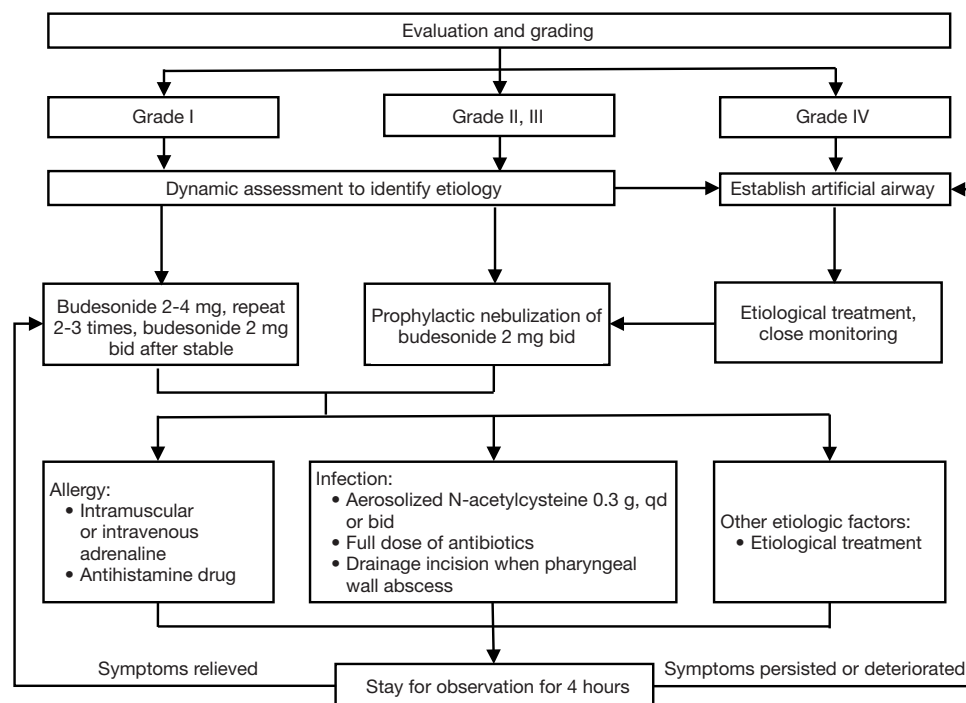 Evaluation and grading
Grade I
Grade II, III
Grade IV
Dynamic assessment to identify etiology
Establish artificial airway
Budesonide 2-4 mg, repeat
2-3 times, budesonide 2 mg
bid after stable
Prophylactic nebulization of
budesonide 2 mg bid
Etiological treatment,
close monitoring
Allergy:
• Intramuscular
or intravenous
adrenaline
• Antihistamine drug
Infection:
• Aerosolized N-acetylcysteine 0.3 g, qd
or bid
• Full dose of antibiotics
• Drainage incision when pharyngeal
wall abscess
Other etiologic factors:
• Etiological treatment
Symptoms relieved
Stay for observation for 4 hours
Symptoms persisted or deteriorated